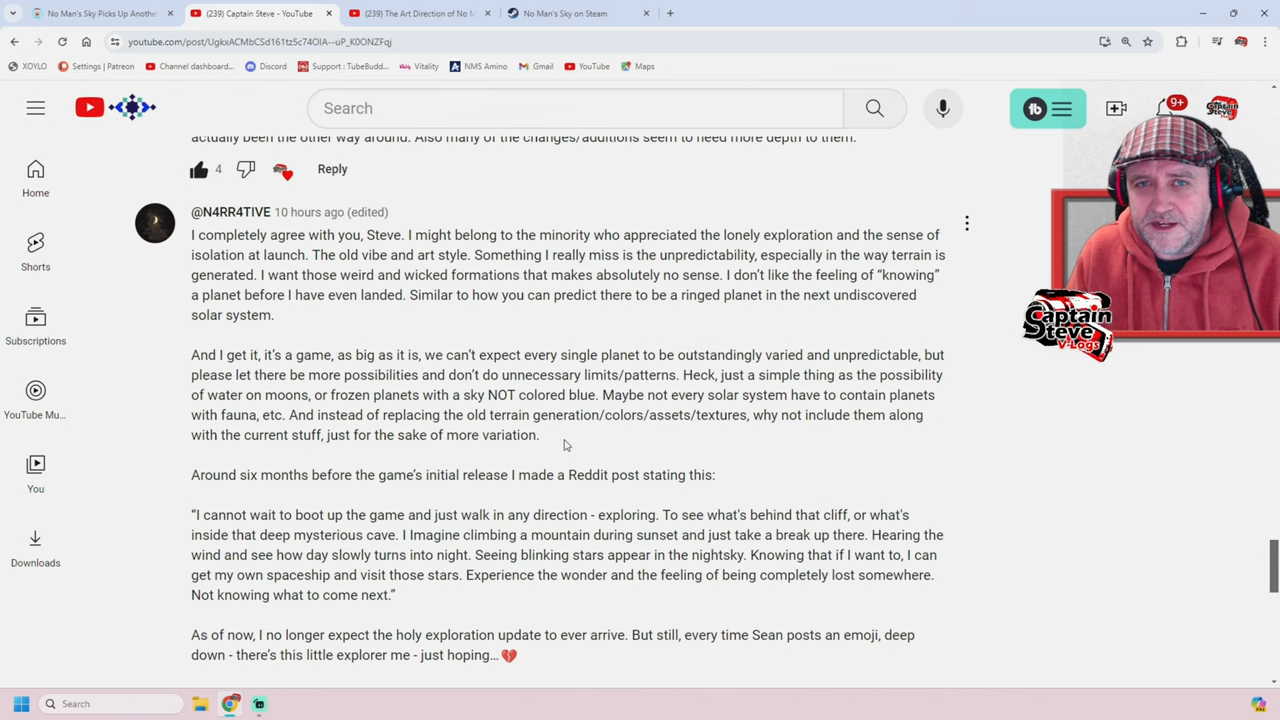 No Man's Sky Picks Up Anothe
(239) Captain Steve - YouTube
(239) The Art Direction of No M
No Man's Sky on Steam
youtube.com/post/UgkxACMbCSd161tz5c74OIA--uP_K0ONZFqj
XOYLO
Settings | Patreon
Channel dashboard...
Discord
Support : TubeBudd...
Vitality
NMS Amino
Gmail
YouTube
Maps
Search
tb
9+
actually been the other way around. Also many of the changes/additions seem to need more depth to them.
4
Reply
Home
Shorts
Subscriptions
YouTube Mu...
You
Downloads
@N4RR4TIVE 10 hours ago (edited)
I completely agree with you, Steve. I might belong to the minority who appreciated the lonely exploration and the sense of
isolation at launch. The old vibe and art style. Something I really miss is the unpredictability, especially in the way terrain is
generated. I want those weird and wicked formations that makes absolutely no sense. I don't like the feeling of “knowing”
a planet before I have even landed. Similar to how you can predict there to be a ringed planet in the next undiscovered
solar system.
And I get it, it's a game, as big as it is, we can't expect every single planet to be outstandingly varied and unpredictable, but
please let there be more possibilities and don't do unnecessary limits/patterns. Heck, just a simple thing as the possibility
of water on moons, or frozen planets with a sky NOT colored blue. Maybe not every solar system have to contain planets
with fauna, etc. And instead of replacing the old terrain generation/colors/assets/textures, why not include them along
with the current stuff, just for the sake of more variation.
Around six months before the game's initial release I made a Reddit post stating this:
“I cannot wait to boot up the game and just walk in any direction - exploring. To see what's behind that cliff, or what's
inside that deep mysterious cave. I Imagine climbing a mountain during sunset and just take a break up there. Hearing the
wind and see how day slowly turns into night. Seeing blinking stars appear in the nightsky. Knowing that if I want to, I can
get my own spaceship and visit those stars. Experience the wonder and the feeling of being completely lost somewhere.
Not knowing what to come next.”
As of now, I no longer expect the holy exploration update to ever arrive. But still, every time Sean posts an emoji, deep
down - there's this little explorer me - just hoping…💔
Captain
Steve
V-Logs
Search